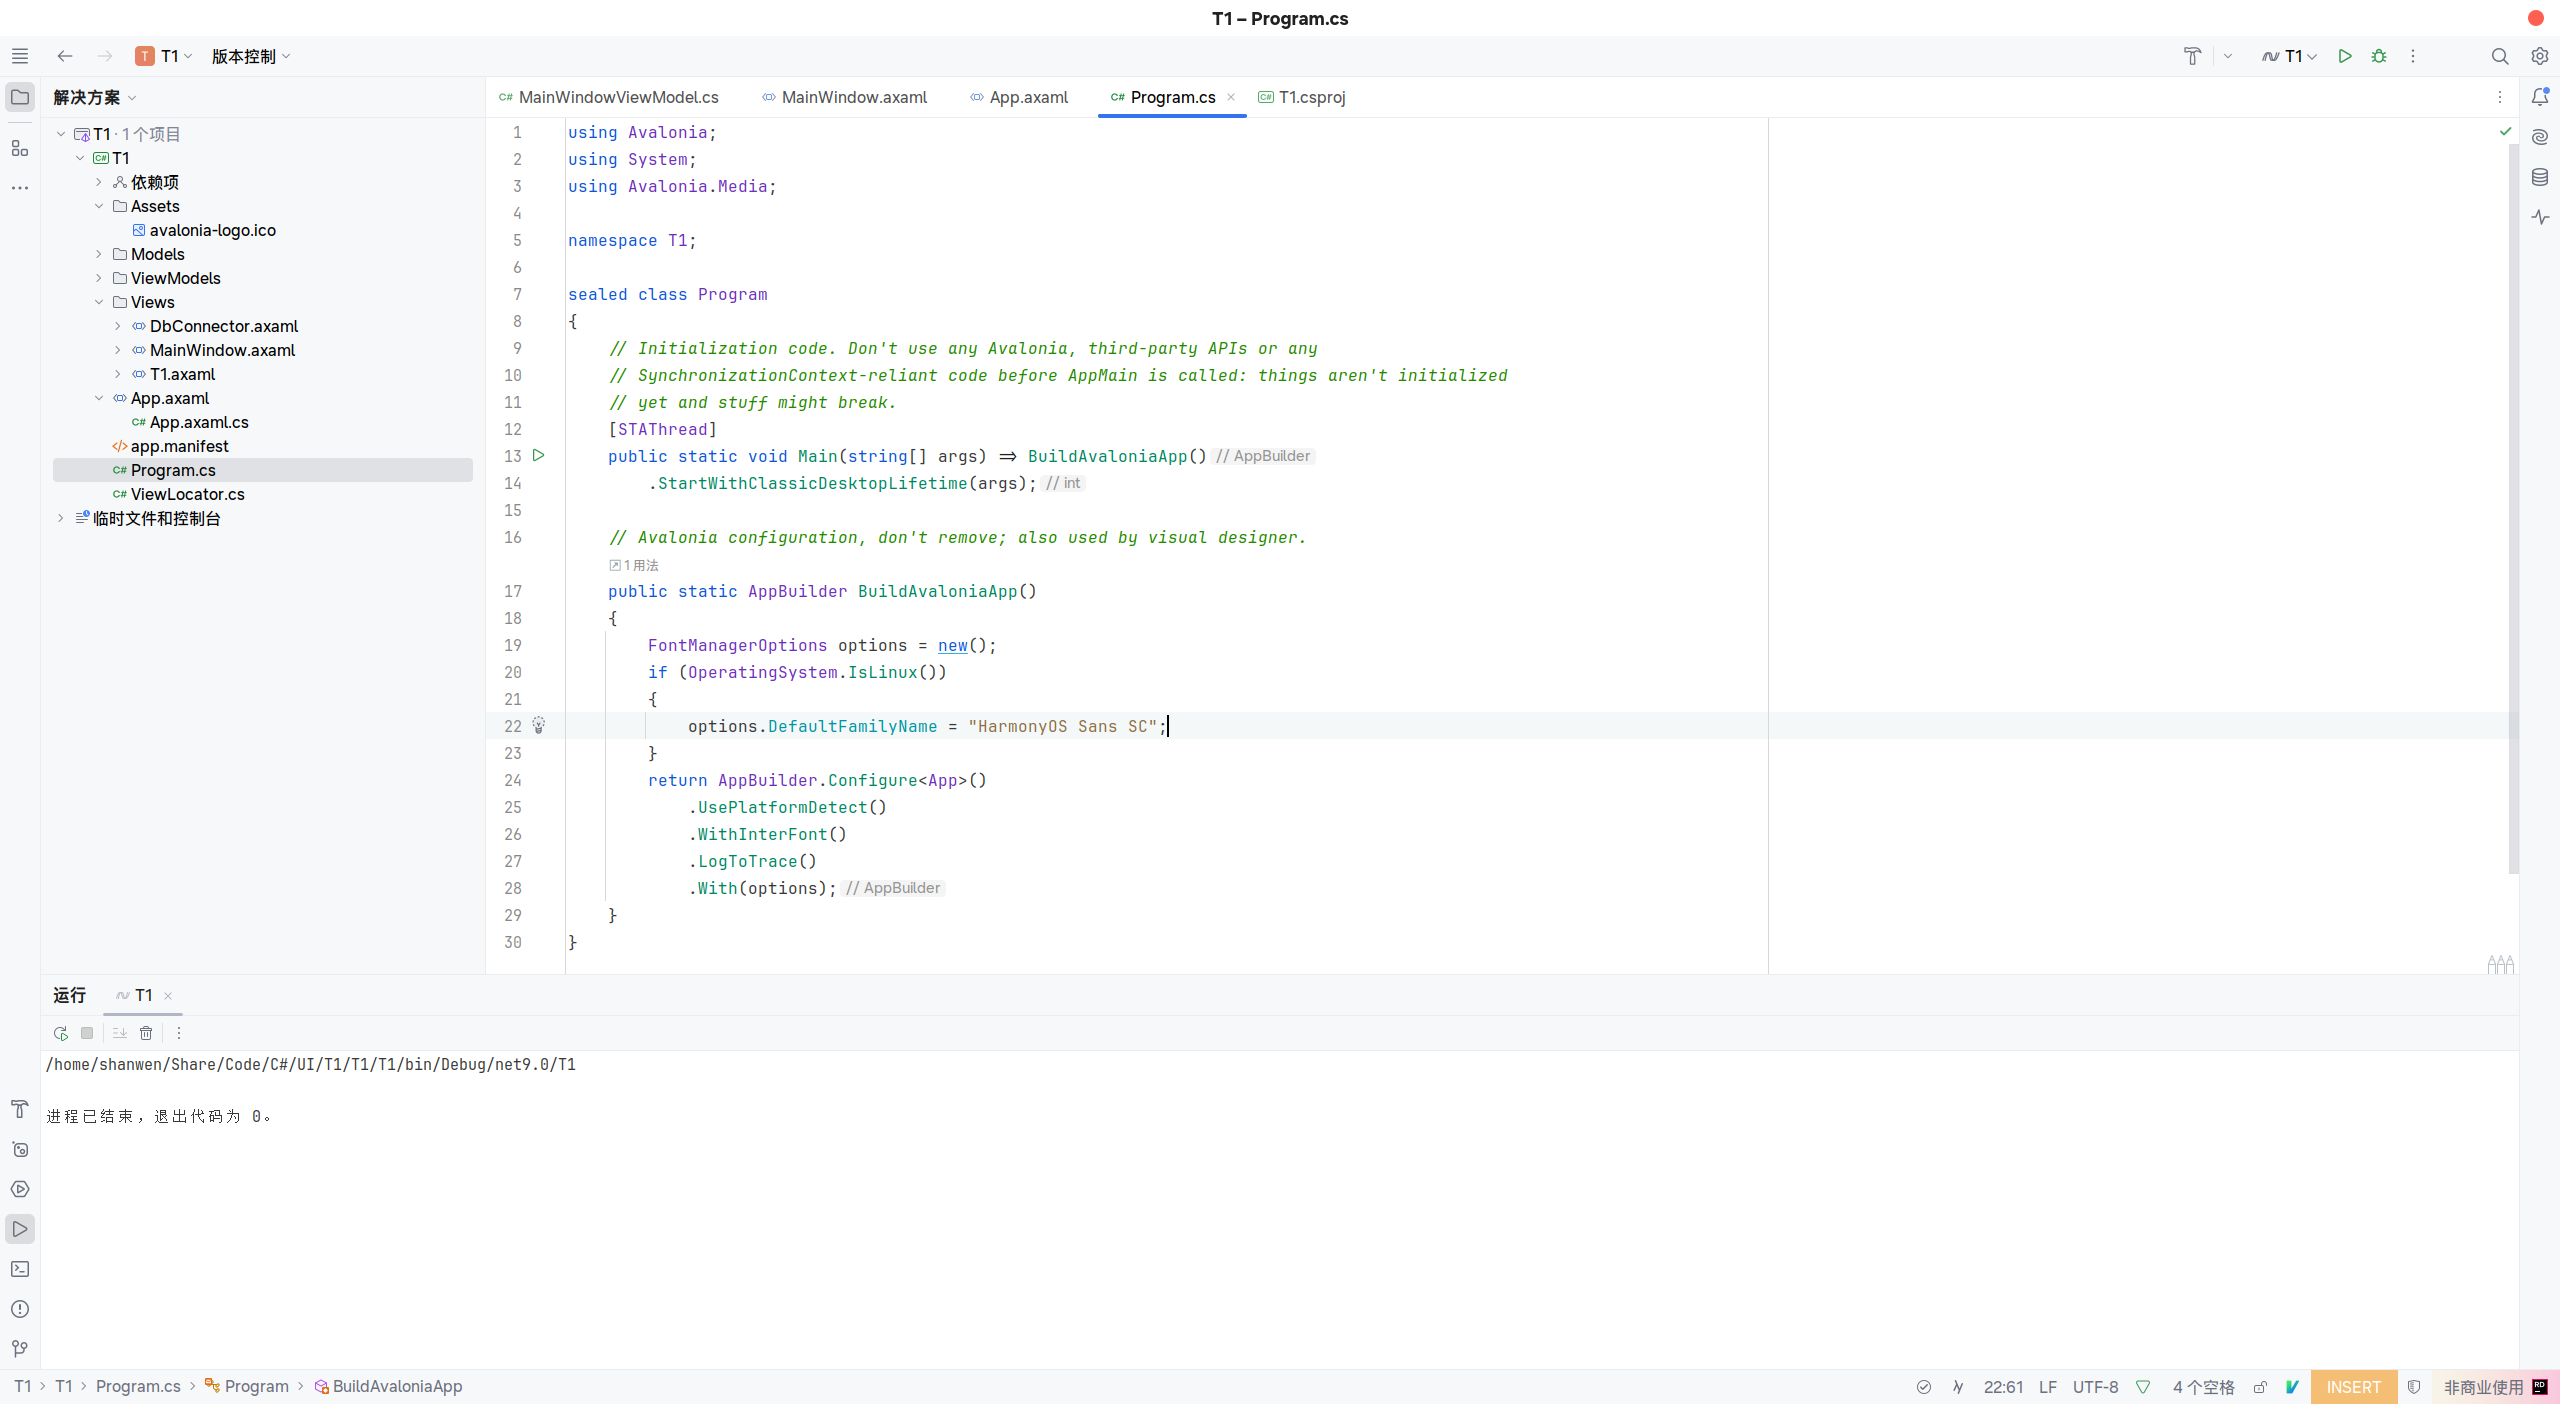 T1 – Program.cs
T T1 版本控制
T1
解决方案
MainWindowViewModel.cs MainWindow.axaml App.axaml Program.cs T1.csproj
T1 · 1 个项目
T1
依赖项
Assets
avalonia-logo.ico
Models
ViewModels
Views
DbConnector.axaml
MainWindow.axaml
T1.axaml
App.axaml
App.axaml.cs
app.manifest
Program.cs
ViewLocator.cs
临时文件和控制台
1 using Avalonia;
2 using System;
3 using Avalonia.Media;
4
5 namespace T1;
6
7 sealed class Program
8 {
9 // Initialization code. Don't use any Avalonia, third-party APIs or any
10 // SynchronizationContext-reliant code before AppMain is called: things aren't initialized
11 // yet and stuff might break.
12 [STAThread]
13 public static void Main(string[] args) => BuildAvaloniaApp() // AppBuilder
14 .StartWithClassicDesktopLifetime(args); // int
15
16 // Avalonia configuration, don't remove; also used by visual designer.
1 用法
17 public static AppBuilder BuildAvaloniaApp()
18 {
19 FontManagerOptions options = new();
20 if (OperatingSystem.IsLinux())
21 {
22 options.DefaultFamilyName = "HarmonyOS Sans SC";
23 }
24 return AppBuilder.Configure<App>()
25 .UsePlatformDetect()
26 .WithInterFont()
27 .LogToTrace()
28 .With(options); // AppBuilder
29 }
30 }
运行 T1
/home/shanwen/Share/Code/C#/UI/T1/T1/T1/bin/Debug/net9.0/T1
进程已结束，退出代码为 0。
T1 › T1 › Program.cs › Program › BuildAvaloniaApp
22:61 LF UTF-8 4 个空格 INSERT 非商业使用 RD